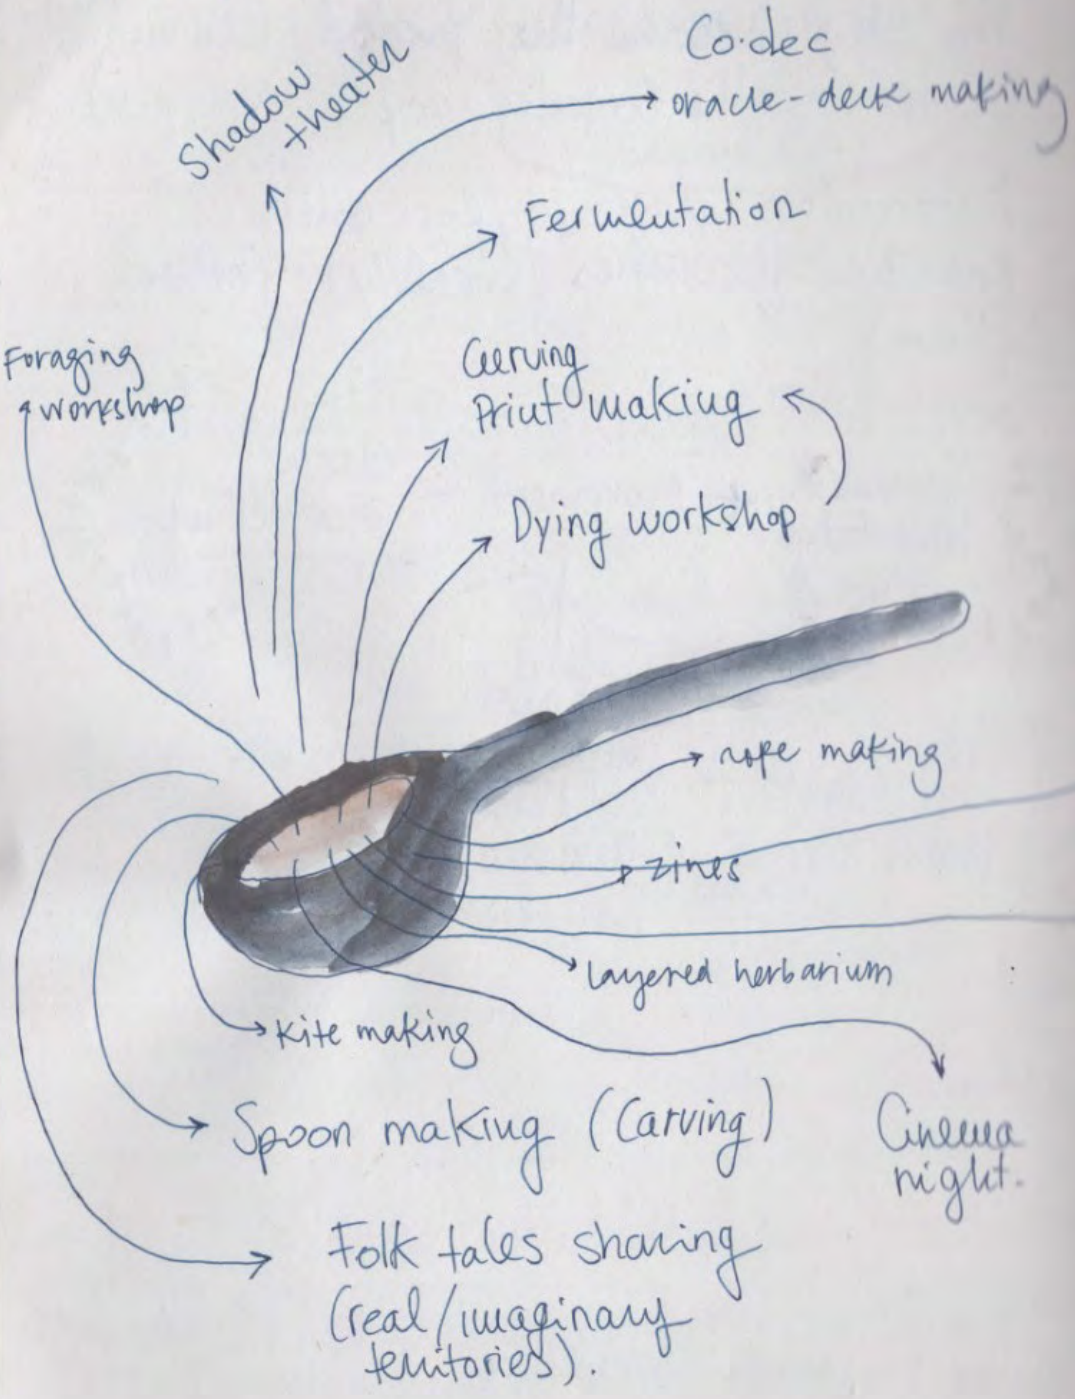 Co.dec
oracle-deck making
Shadow
theater
Fermentation
Foraging
workshop
Carving
Print making
Dying workshop
rope making
zines
layered herbarium
kite making
Spoon making (Carving)
Cinema
night.
Folk tales sharing
(real/imaginary
territories).